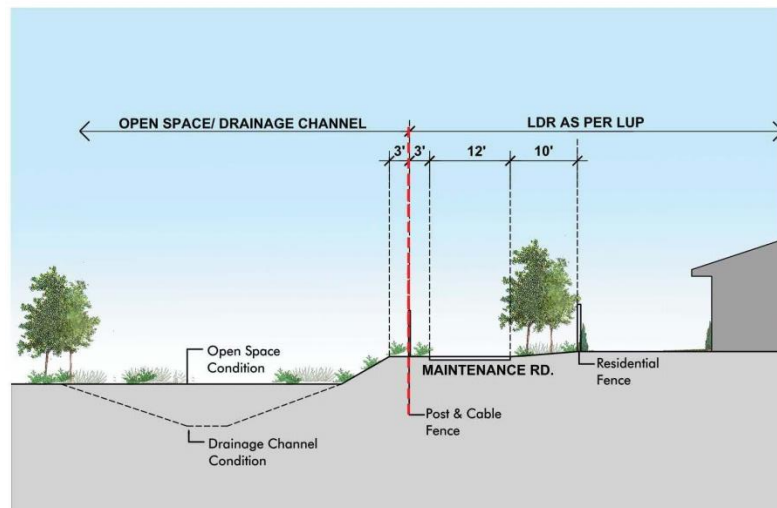 OPEN SPACE/ DRAINAGE CHANNEL
LDR AS PER LUP
3'
3'
12'
10'
Open Space
Condition
MAINTENANCE RD.
Residential
Fence
Post & Cable
Fence
Drainage Channel
Condition